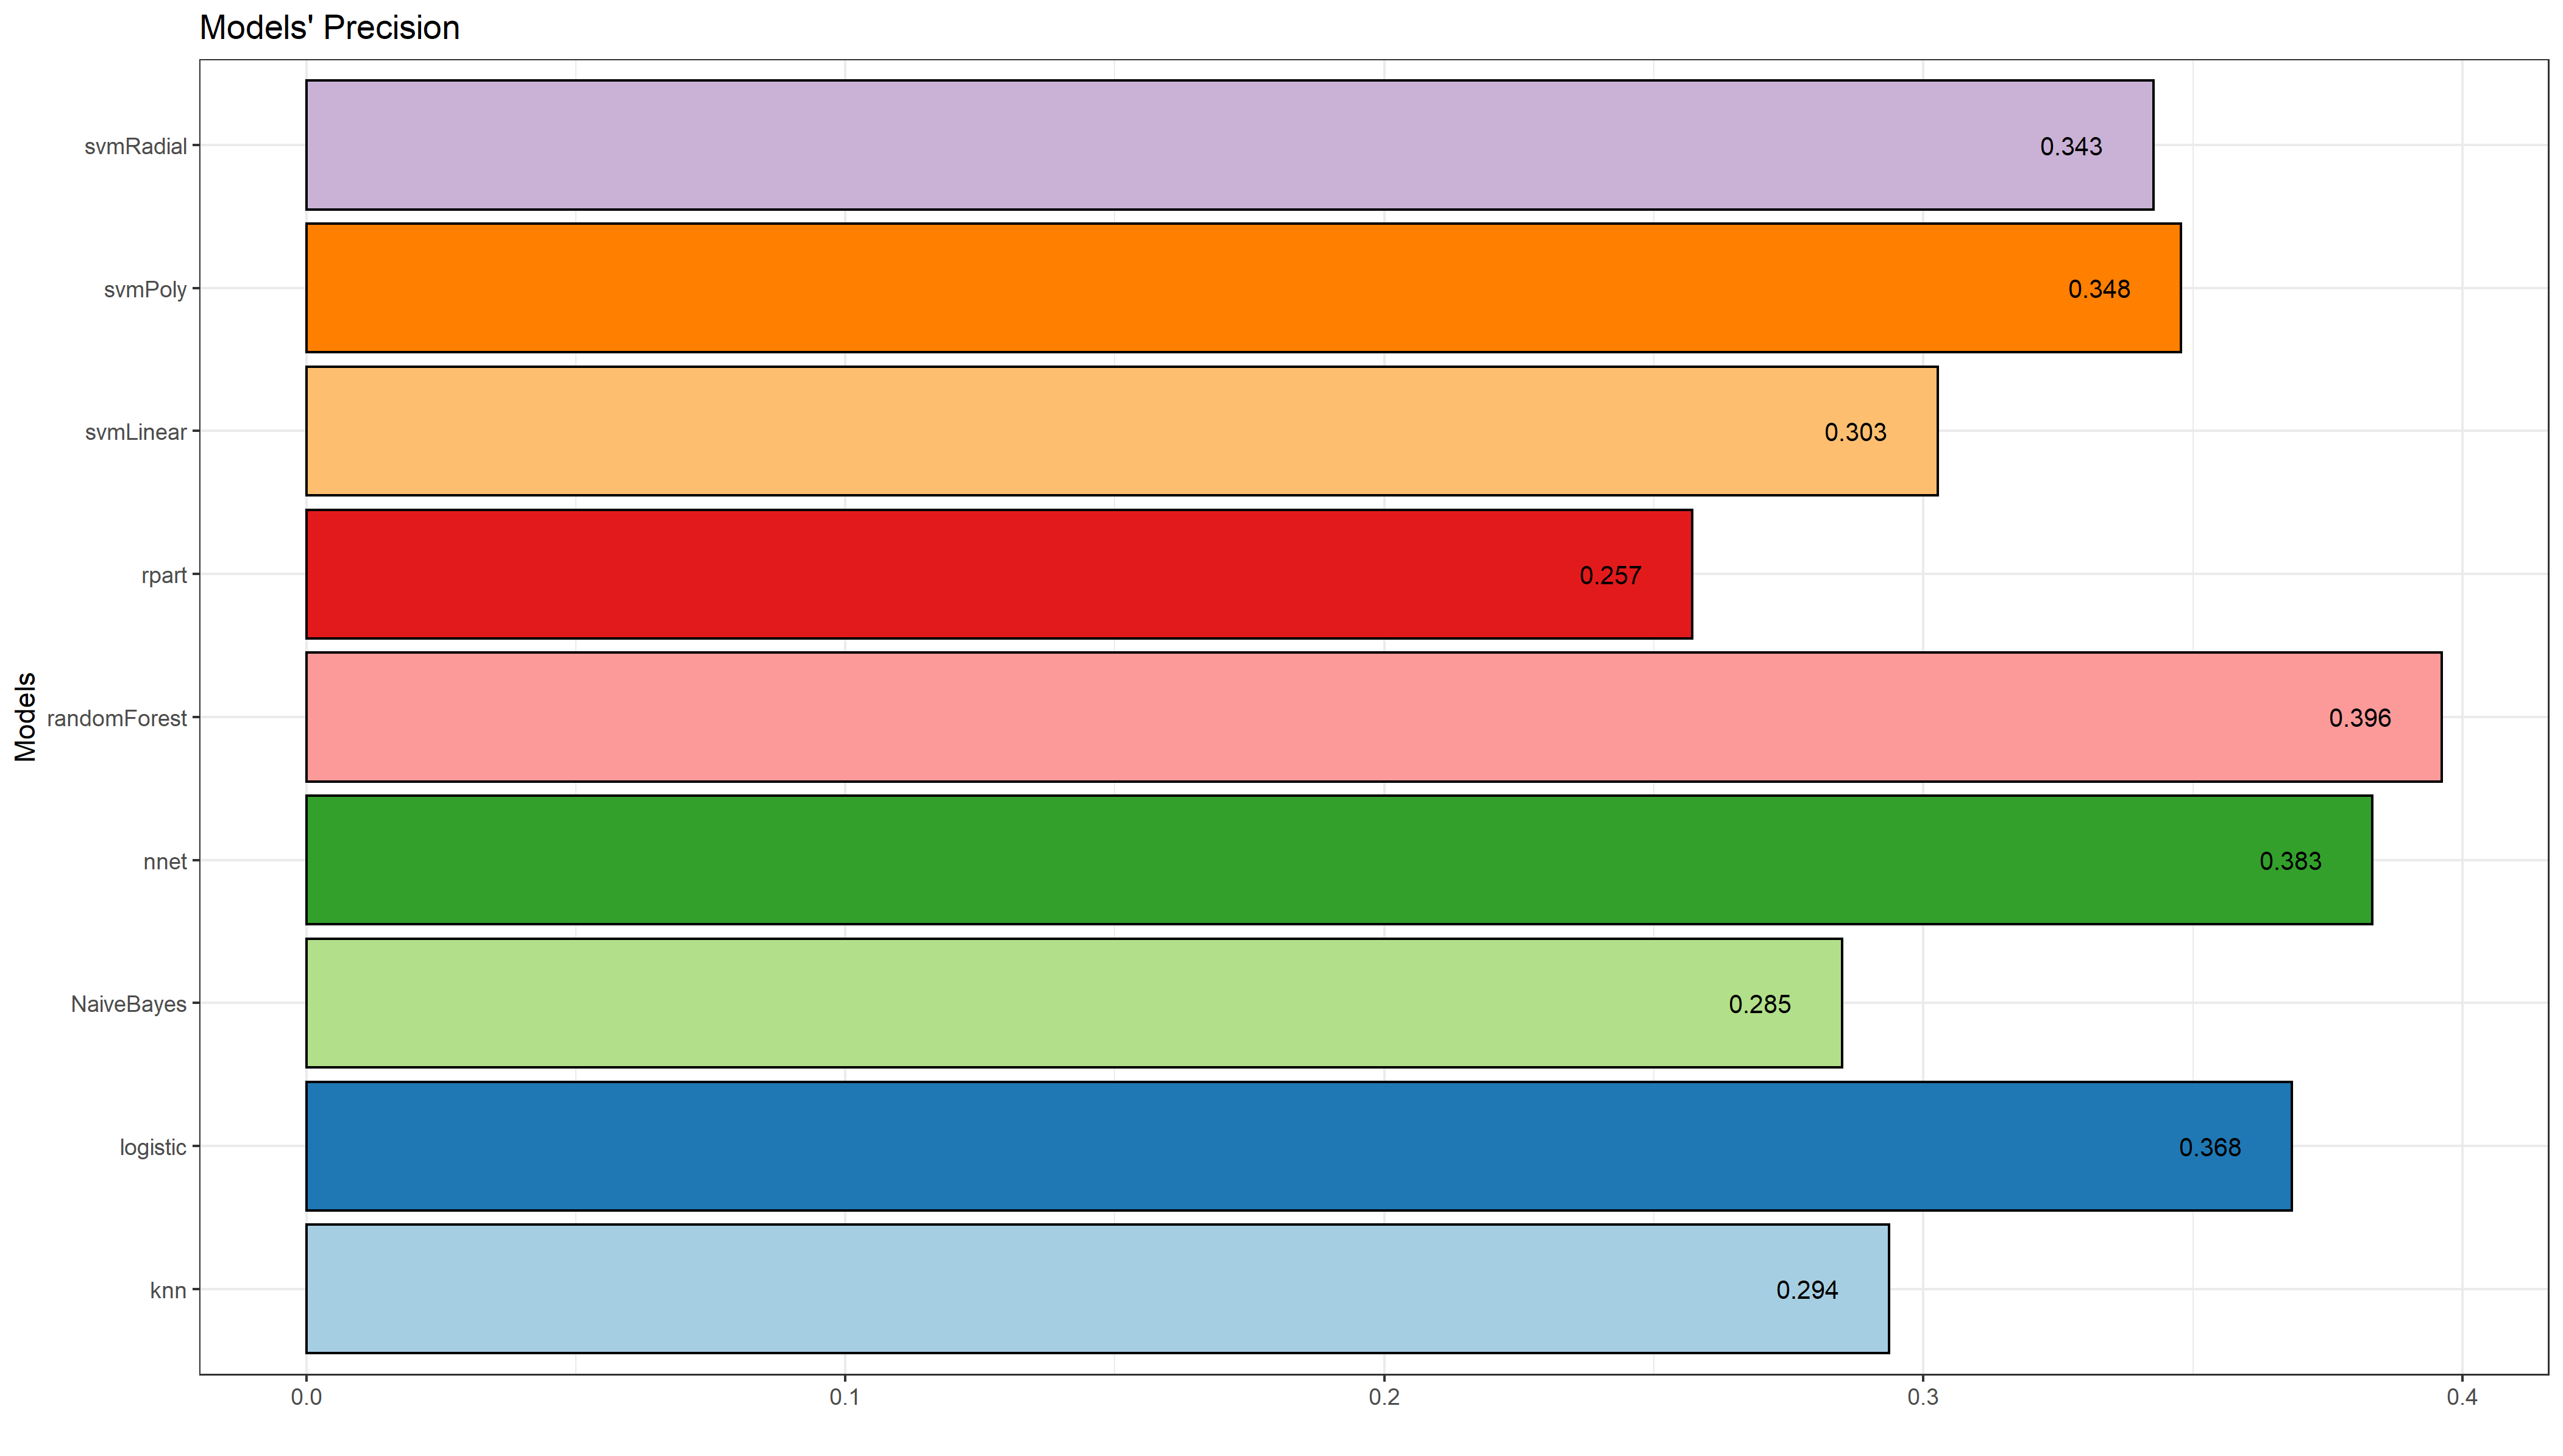 Models' Precision
svmRadial
0.343
svmPoly
0.348
svmLinear
0.303
rpart
0.257
Models
randomForest
0.396
nnet
0.383
NaiveBayes
0.285
logistic
0.368
knn
0.294
0.0 0.1 0.2 0.3 0.4